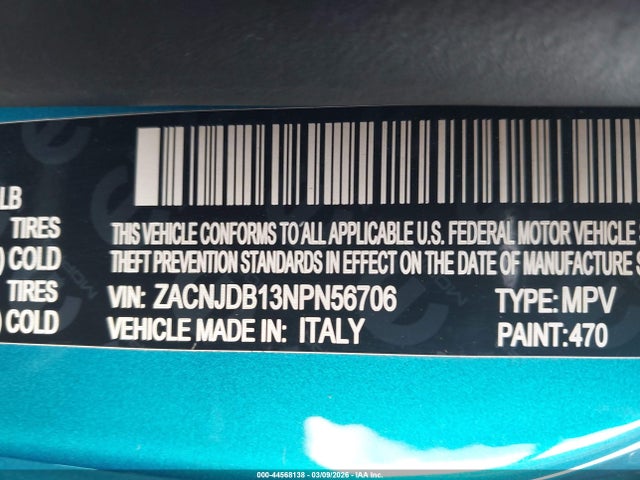 LB
TIRES
COLD
TIRES
COLD
THIS VEHICLE CONFORMS TO ALL APPLICABLE U.S. FEDERAL MOTOR VEHICLE S
THEFT PREVENTION STANDARDS IN EFFECT ON THE DATE OF MANUFACTURE S
VIN: ZACNJDB13NPN56706 TYPE: MPV
VEHICLE MADE IN: ITALY PAINT: 470
000-44568138 - 03/09/2026 - IAA Inc.